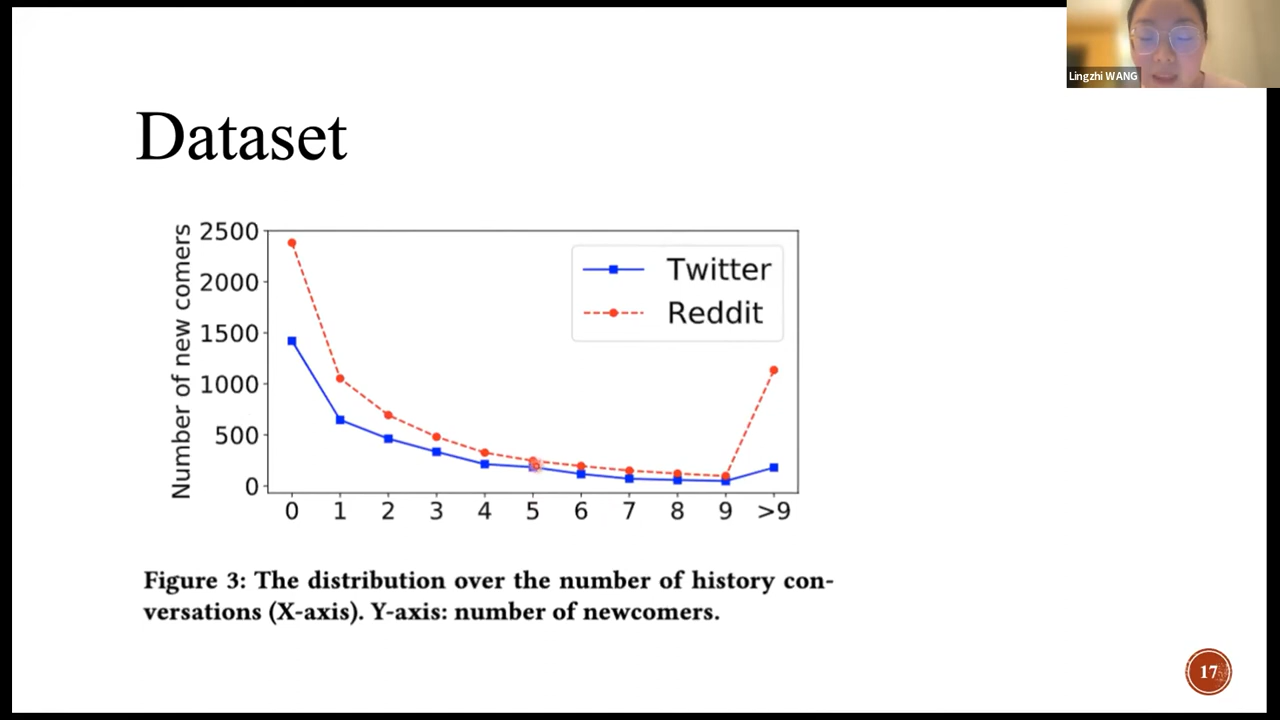 Lingzhi WANG
Dataset
Number of new comers
2500
2000
1500
1000
500
0
Twitter
Reddit
0 1 2 3 4 5 6 7 8 9 >9
Figure 3: The distribution over the number of history con-
versations (X-axis). Y-axis: number of newcomers.
17